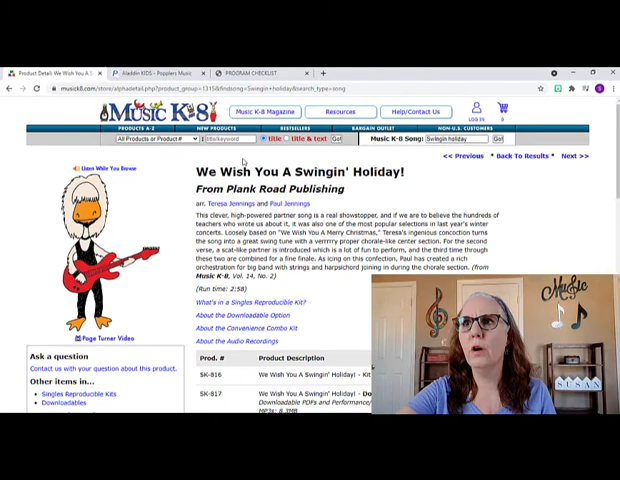 Product Detail: We Wish You A S
Aladdin KIDS - Popplers Music
PROGRAM CHECKLIST
musick8.com/store/alphadetail.php?product_group=1315&findsong=Swingin+holiday&search_type=song
MUSIC K-8
Music K-8 Magazine
Resources
Help/Contact Us
LOG IN
0
PRODUCTS A-Z
NEW PRODUCTS
BESTSELLERS
BARGAIN OUTLET
NON-U.S. CUSTOMERS
All Products or Product #
title/keyword
title
title & text
Go!
Music K-8 Song:
Swingin holiday
Go!
<< Previous
* Back To Results *
Next >>
Listen While You Browse
We Wish You A Swingin' Holiday!
From Plank Road Publishing
arr. Teresa Jennings and Paul Jennings
This clever, high-powered partner song is a real showstopper, and if we are to believe the hundreds of
teachers who wrote us about it, it was also one of the most popular selections in last year's winter
concerts. Loosely based on "We Wish You A Merry Christmas," Teresa's ingenious concoction turns
the song into a great swing tune with a verrrrry proper chorale-like center section. For the second
verse, a scat-like partner is introduced which is a lot of fun to perform, and the third time through
these two are combined for a fine finale. As icing on this confection, Paul has created a rich
orchestration for big band with strings and harpsichord joining in during the chorale section. (from
Music K-8, Vol. 14, No. 2)
(Run time: 2:58)
What's in a Singles Reproducible Kit?
About the Downloadable Option
About the Convenience Combo Kit
About the Audio Recordings
Page Turner Video
Ask a question
Contact us with your question about this product.
Other items in...
Singles Reproducible Kits
Downloadables
Prod. #
Product Description
SK-816
We Wish You A Swingin' Holiday! - Kit
SK-817
We Wish You A Swingin' Holiday! - Do
Downloadable PDFs and Performance/
MP3s: 8.3MB
Music
SUSAN